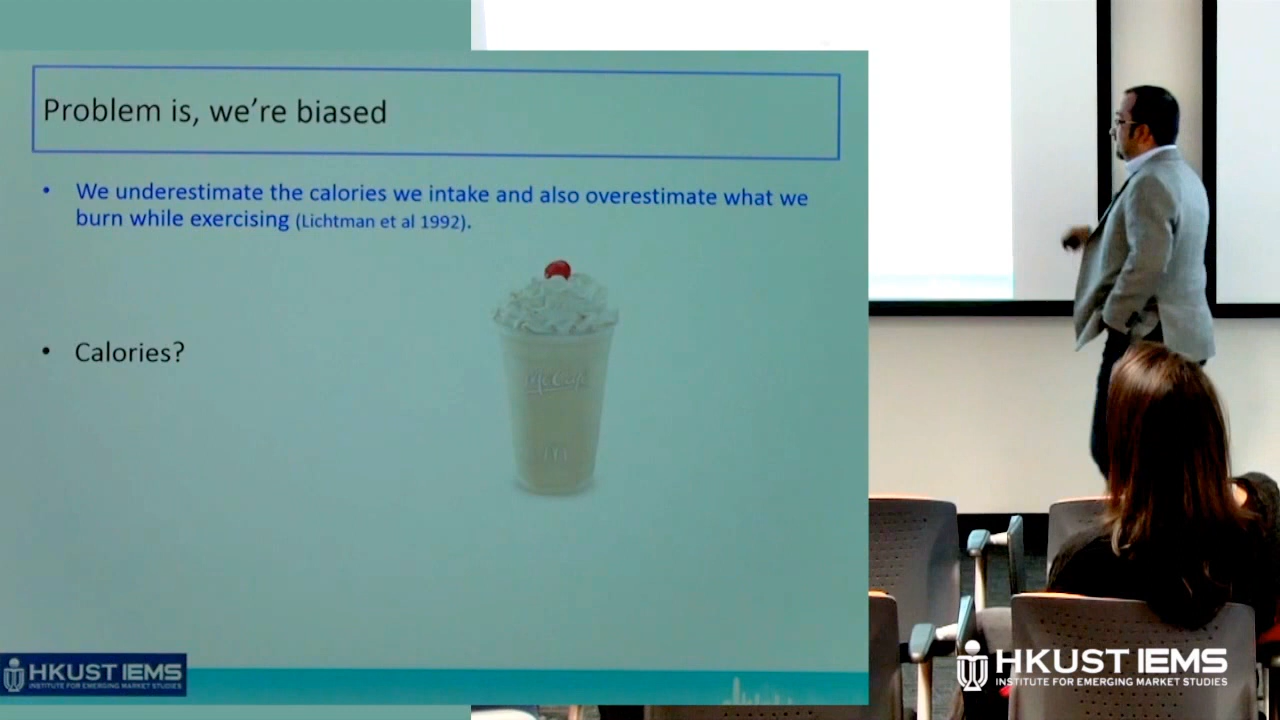 Problem is, we're biased
• We underestimate the calories we intake and also overestimate what we
burn while exercising (Lichtman et al 1992).
• Calories?
McCafé
HKUST IEMS
INSTITUTE FOR EMERGING MARKET STUDIES
HKUST IEMS
INSTITUTE FOR EMERGING MARKET STUDIES